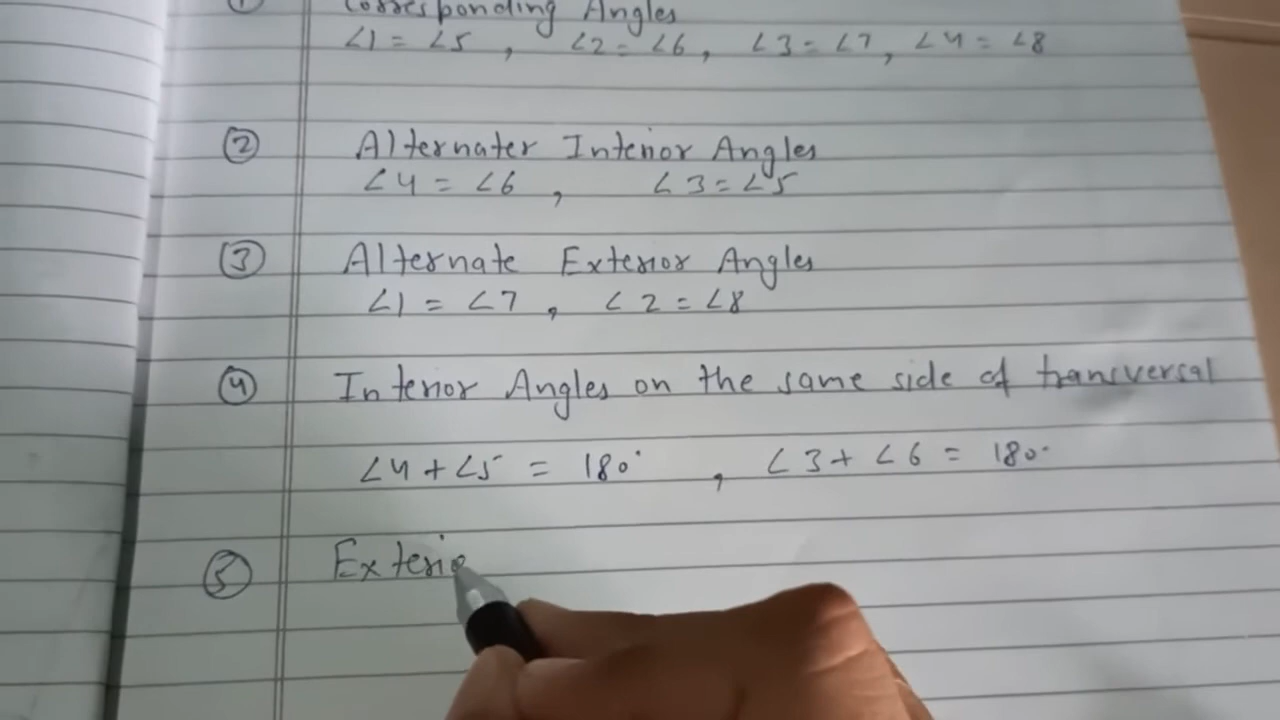 ① Corresponding Angles
∠1 = ∠5 , ∠2 = ∠6 , ∠3 = ∠7 , ∠4 = ∠8
② Alternater Interior Angles
∠4 = ∠6 , ∠3 = ∠5
③ Alternate Exterior Angles
∠1 = ∠7 , ∠2 = ∠8
④ Interior Angles on the same side of transversal
∠4 + ∠5 = 180° , ∠3 + ∠6 = 180°
⑤ Exterio